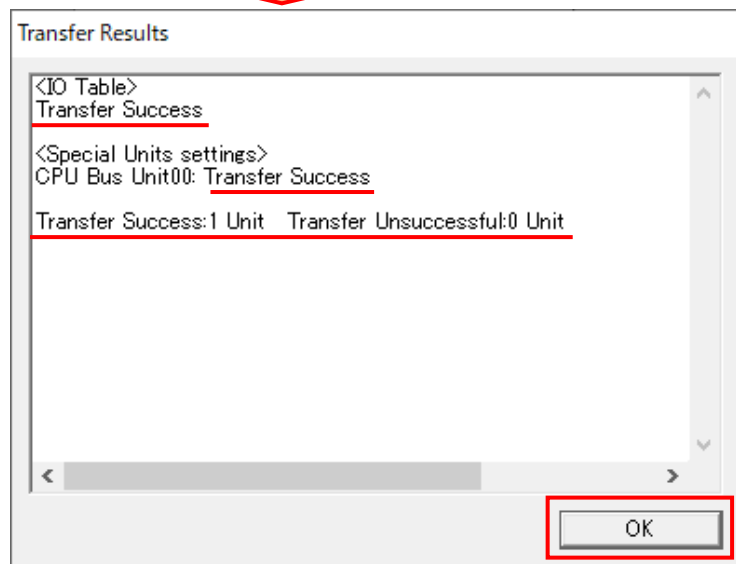 Transfer Results
<IO Table>
Transfer Success
<Special Units settings>
CPU Bus Unit00: Transfer Success
Transfer Success:1 Unit   Transfer Unsuccessful:0 Unit
OK